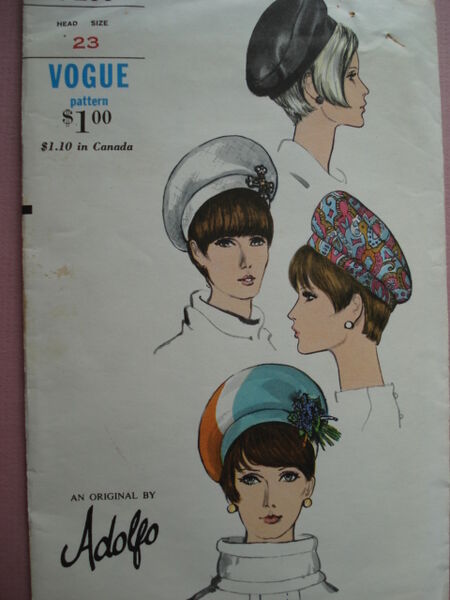 HEAD SIZE
23
VOGUE
pattern
$1.00
$1.10 in Canada
AN ORIGINAL BY
Adolfo